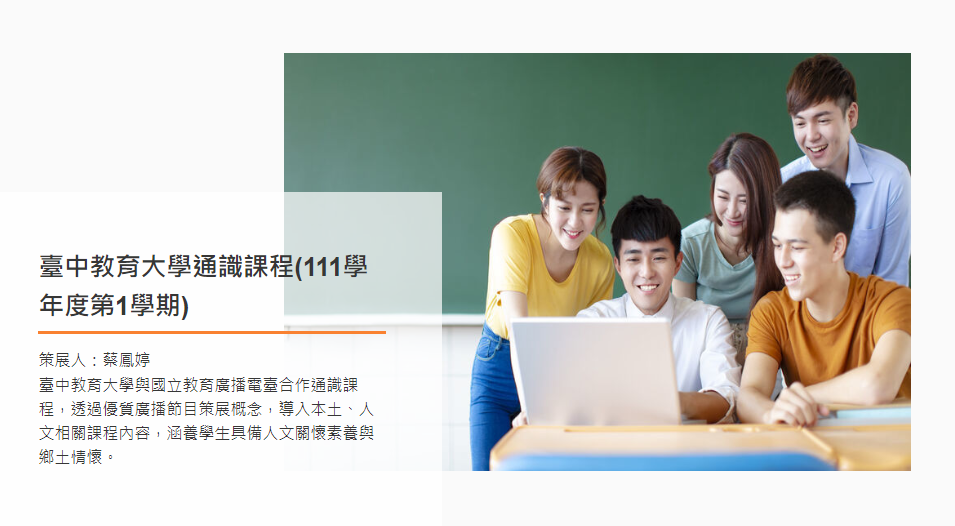 臺中教育大學通識課程(111學
年度第1學期)
策展人：蔡鳳婷
臺中教育大學與國立教育廣播電臺合作通識課
程，透過優質廣播節目策展概念，導入本土、人
文相關課程內容，涵養學生具備人文關懷素養與
鄉土情懷。